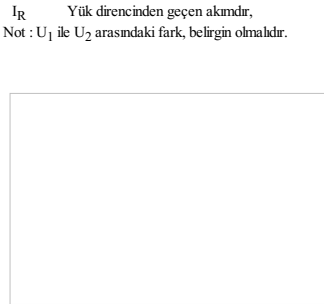 I_R Yük direncinden geçen akımdır,
Not : U_1 ile U_2 arasındaki fark, belirgin olmalıdır.